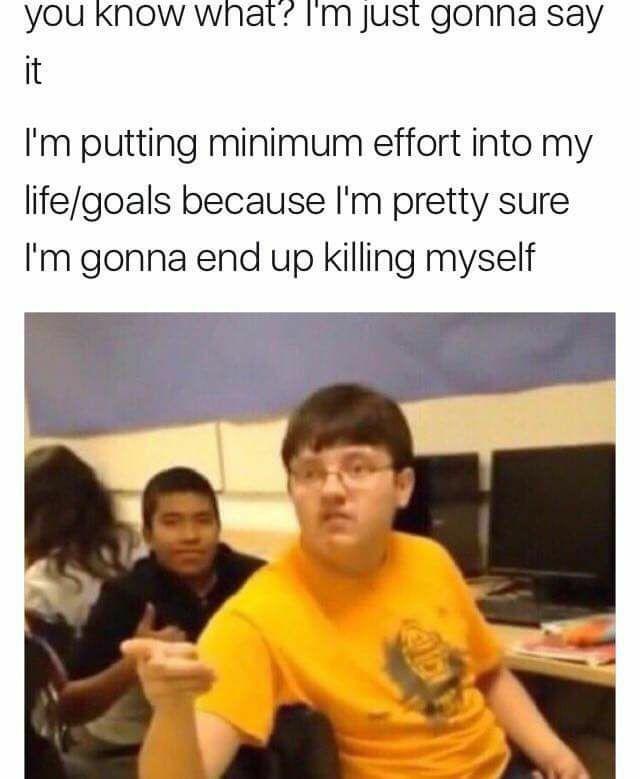 you know what? I'm just gonna say
it
I'm putting minimum effort into my
life/goals because I'm pretty sure
I'm gonna end up killing myself